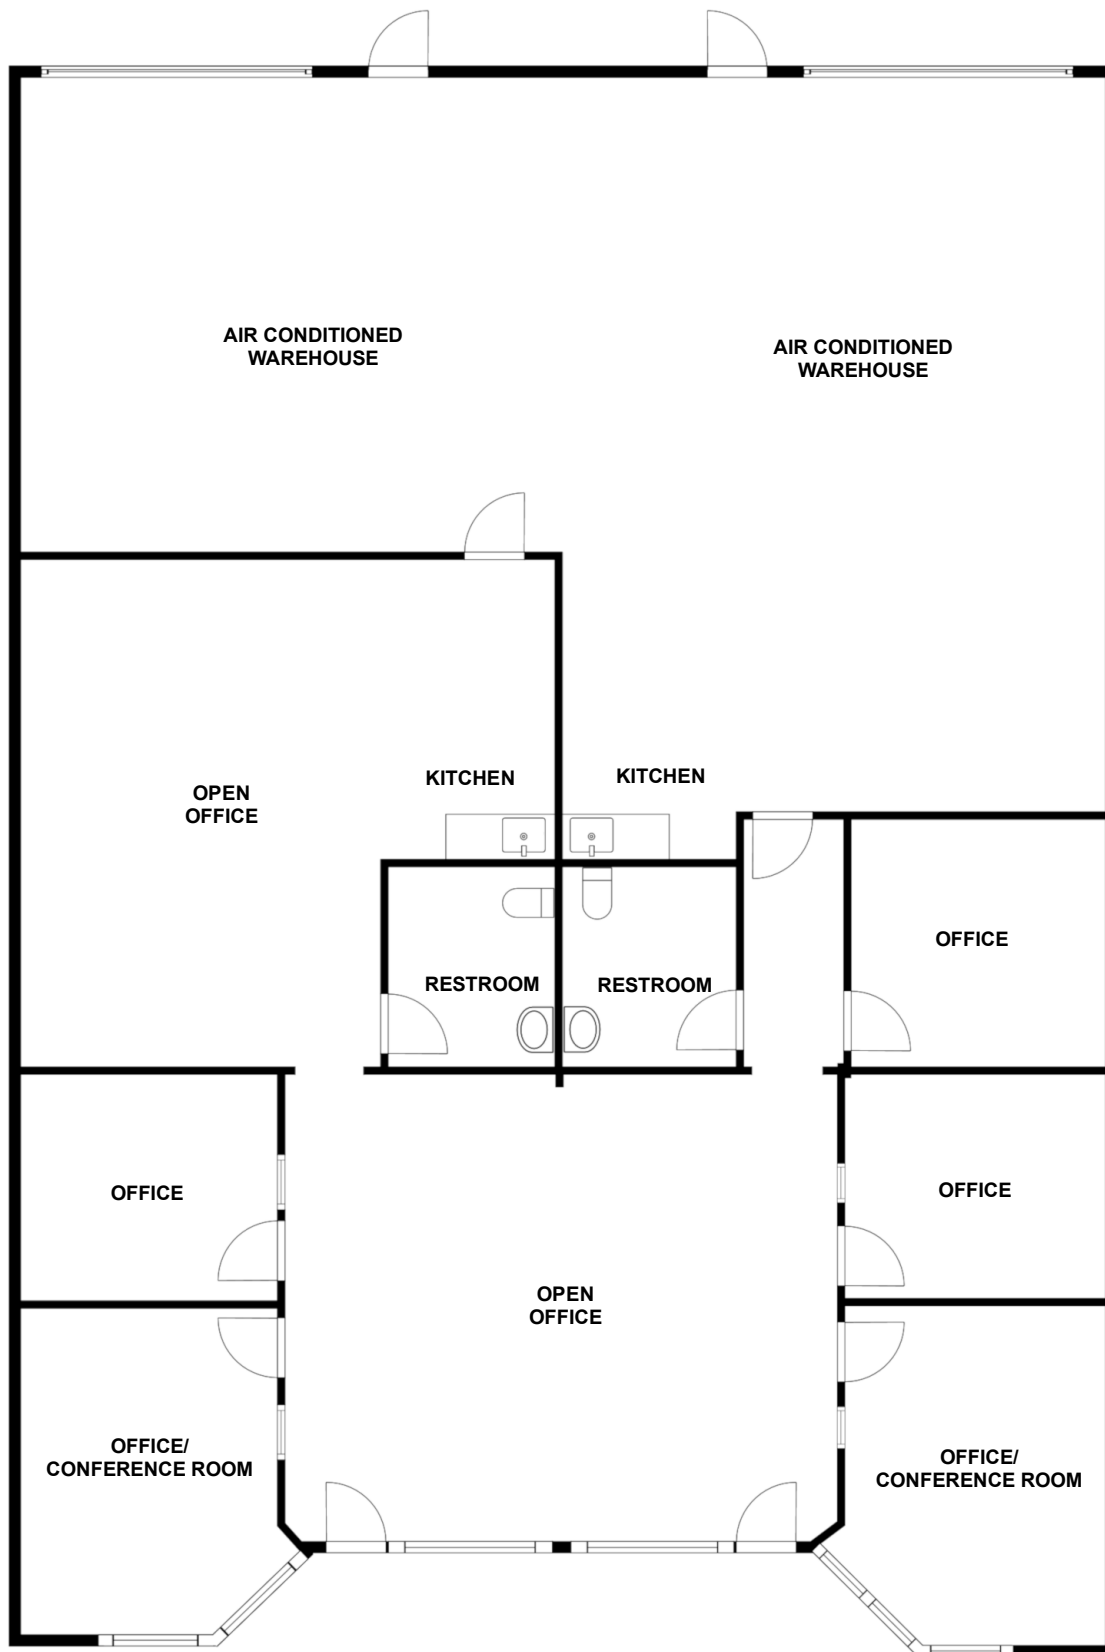 AIR CONDITIONED
WAREHOUSE
AIR CONDITIONED
WAREHOUSE
KITCHEN
KITCHEN
OPEN
OFFICE
OFFICE
RESTROOM
RESTROOM
OFFICE
OFFICE
OPEN
OFFICE
OFFICE/
CONFERENCE ROOM
OFFICE/
CONFERENCE ROOM